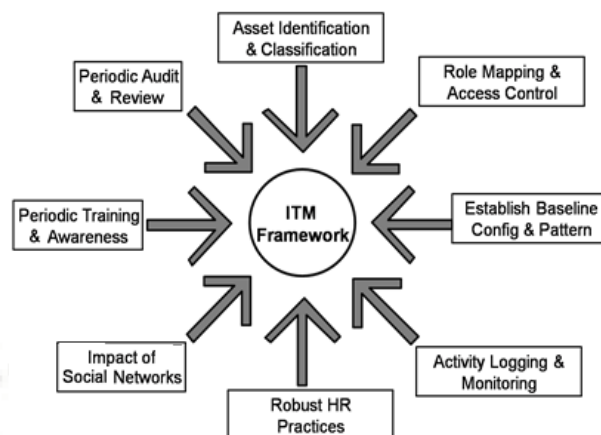 Asset Identification
& Classification
Periodic Audit
& Review
Role Mapping &
Access Control
Periodic Training
& Awareness
ITM
Framework
Establish Baseline
Config & Pattern
Impact of
Social Networks
Activity Logging &
Monitoring
Robust HR
Practices